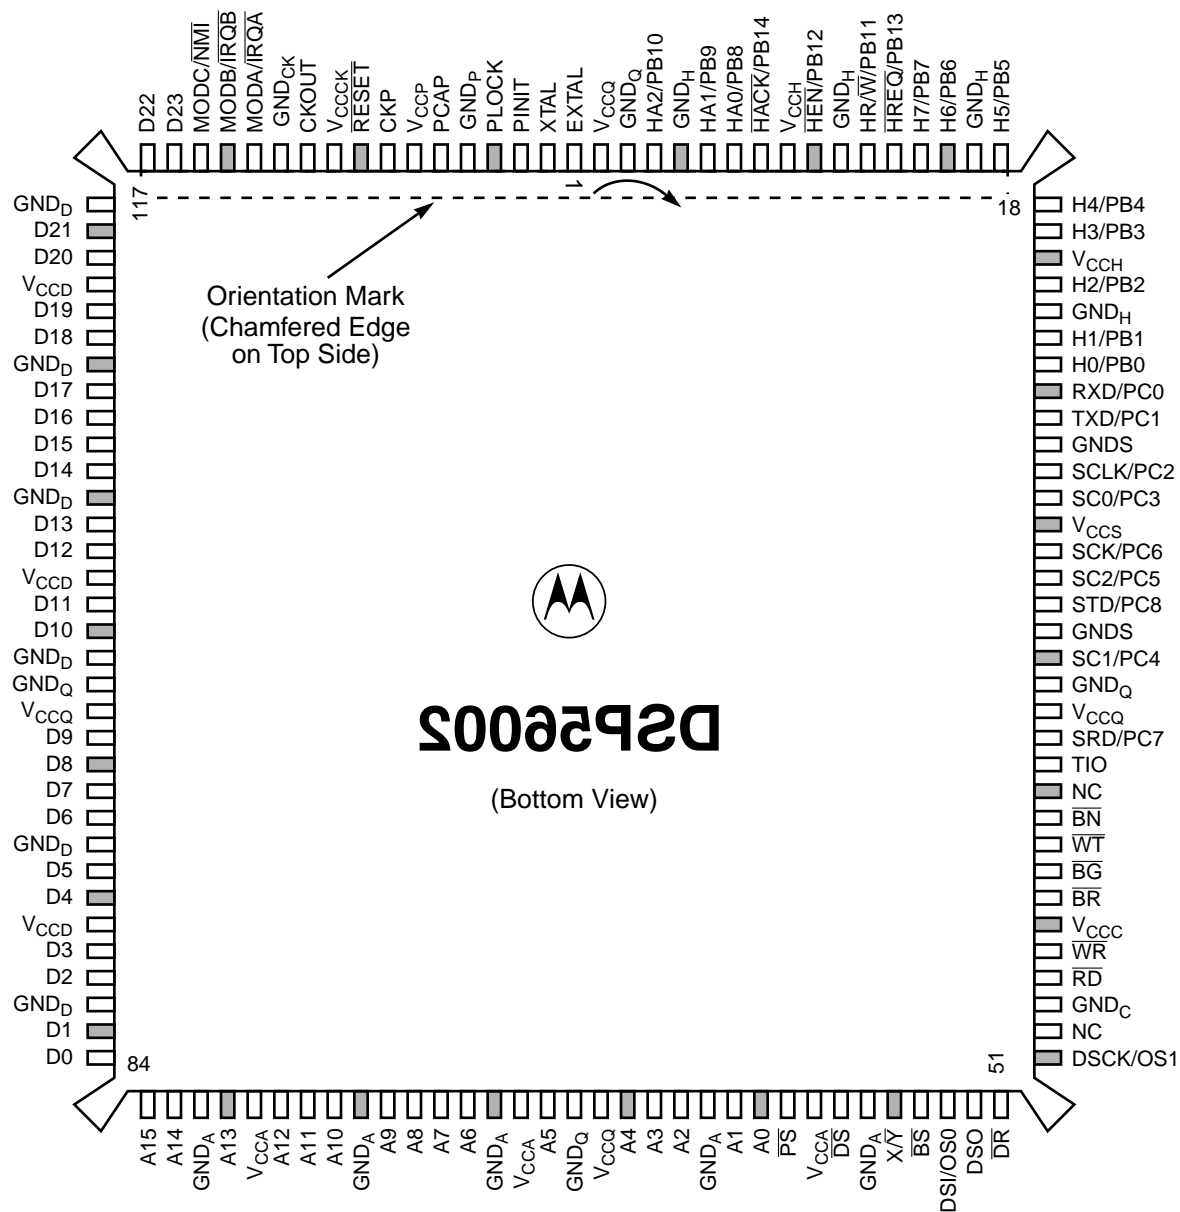 D22
D23
MODC/NMI
MODB/IRQB
MODA/IRQA
GNDCK
CKOUT
VCCCK
RESET
CKP
VCCP
PCAP
GNDP
PLOCK
PINIT
XTAL
EXTAL
VCCQ
GNDQ
HA2/PB10
GNDH
HA1/PB9
HA0/PB8
HACK/PB14
VCCH
HEN/PB12
GNDH
HR/W/PB11
HREQ/PB13
H7/PB7
H6/PB6
GNDH
H5/PB5
117
1
18
GNDD
D21
D20
VCCD
D19
D18
GNDD
D17
D16
D15
D14
GNDD
D13
D12
VCCD
D11
D10
GNDD
GNDQ
VCCQ
D9
D8
D7
D6
GNDD
D5
D4
VCCD
D3
D2
GNDD
D1
D0
Orientation Mark
(Chamfered Edge
on Top Side)
DSP56002
(Bottom View)
H4/PB4
H3/PB3
VCCH
H2/PB2
GNDH
H1/PB1
H0/PB0
RXD/PC0
TXD/PC1
GNDS
SCLK/PC2
SC0/PC3
VCCS
SCK/PC6
SC2/PC5
STD/PC8
GNDS
SC1/PC4
GNDQ
VCCQ
SRD/PC7
TIO
NC
BN
WT
BG
BR
VCCC
WR
RD
GNDC
NC
DSCK/OS1
84
51
A15
A14
GNDA
A13
VCCA
A12
A11
A10
GNDA
A9
A8
A7
A6
GNDA
VCCA
A5
GNDQ
VCCQ
A4
A3
A2
GNDA
A1
A0
PS
VCCA
DS
GNDA
X/Y
BS
DSI/OS0
DSO
DR